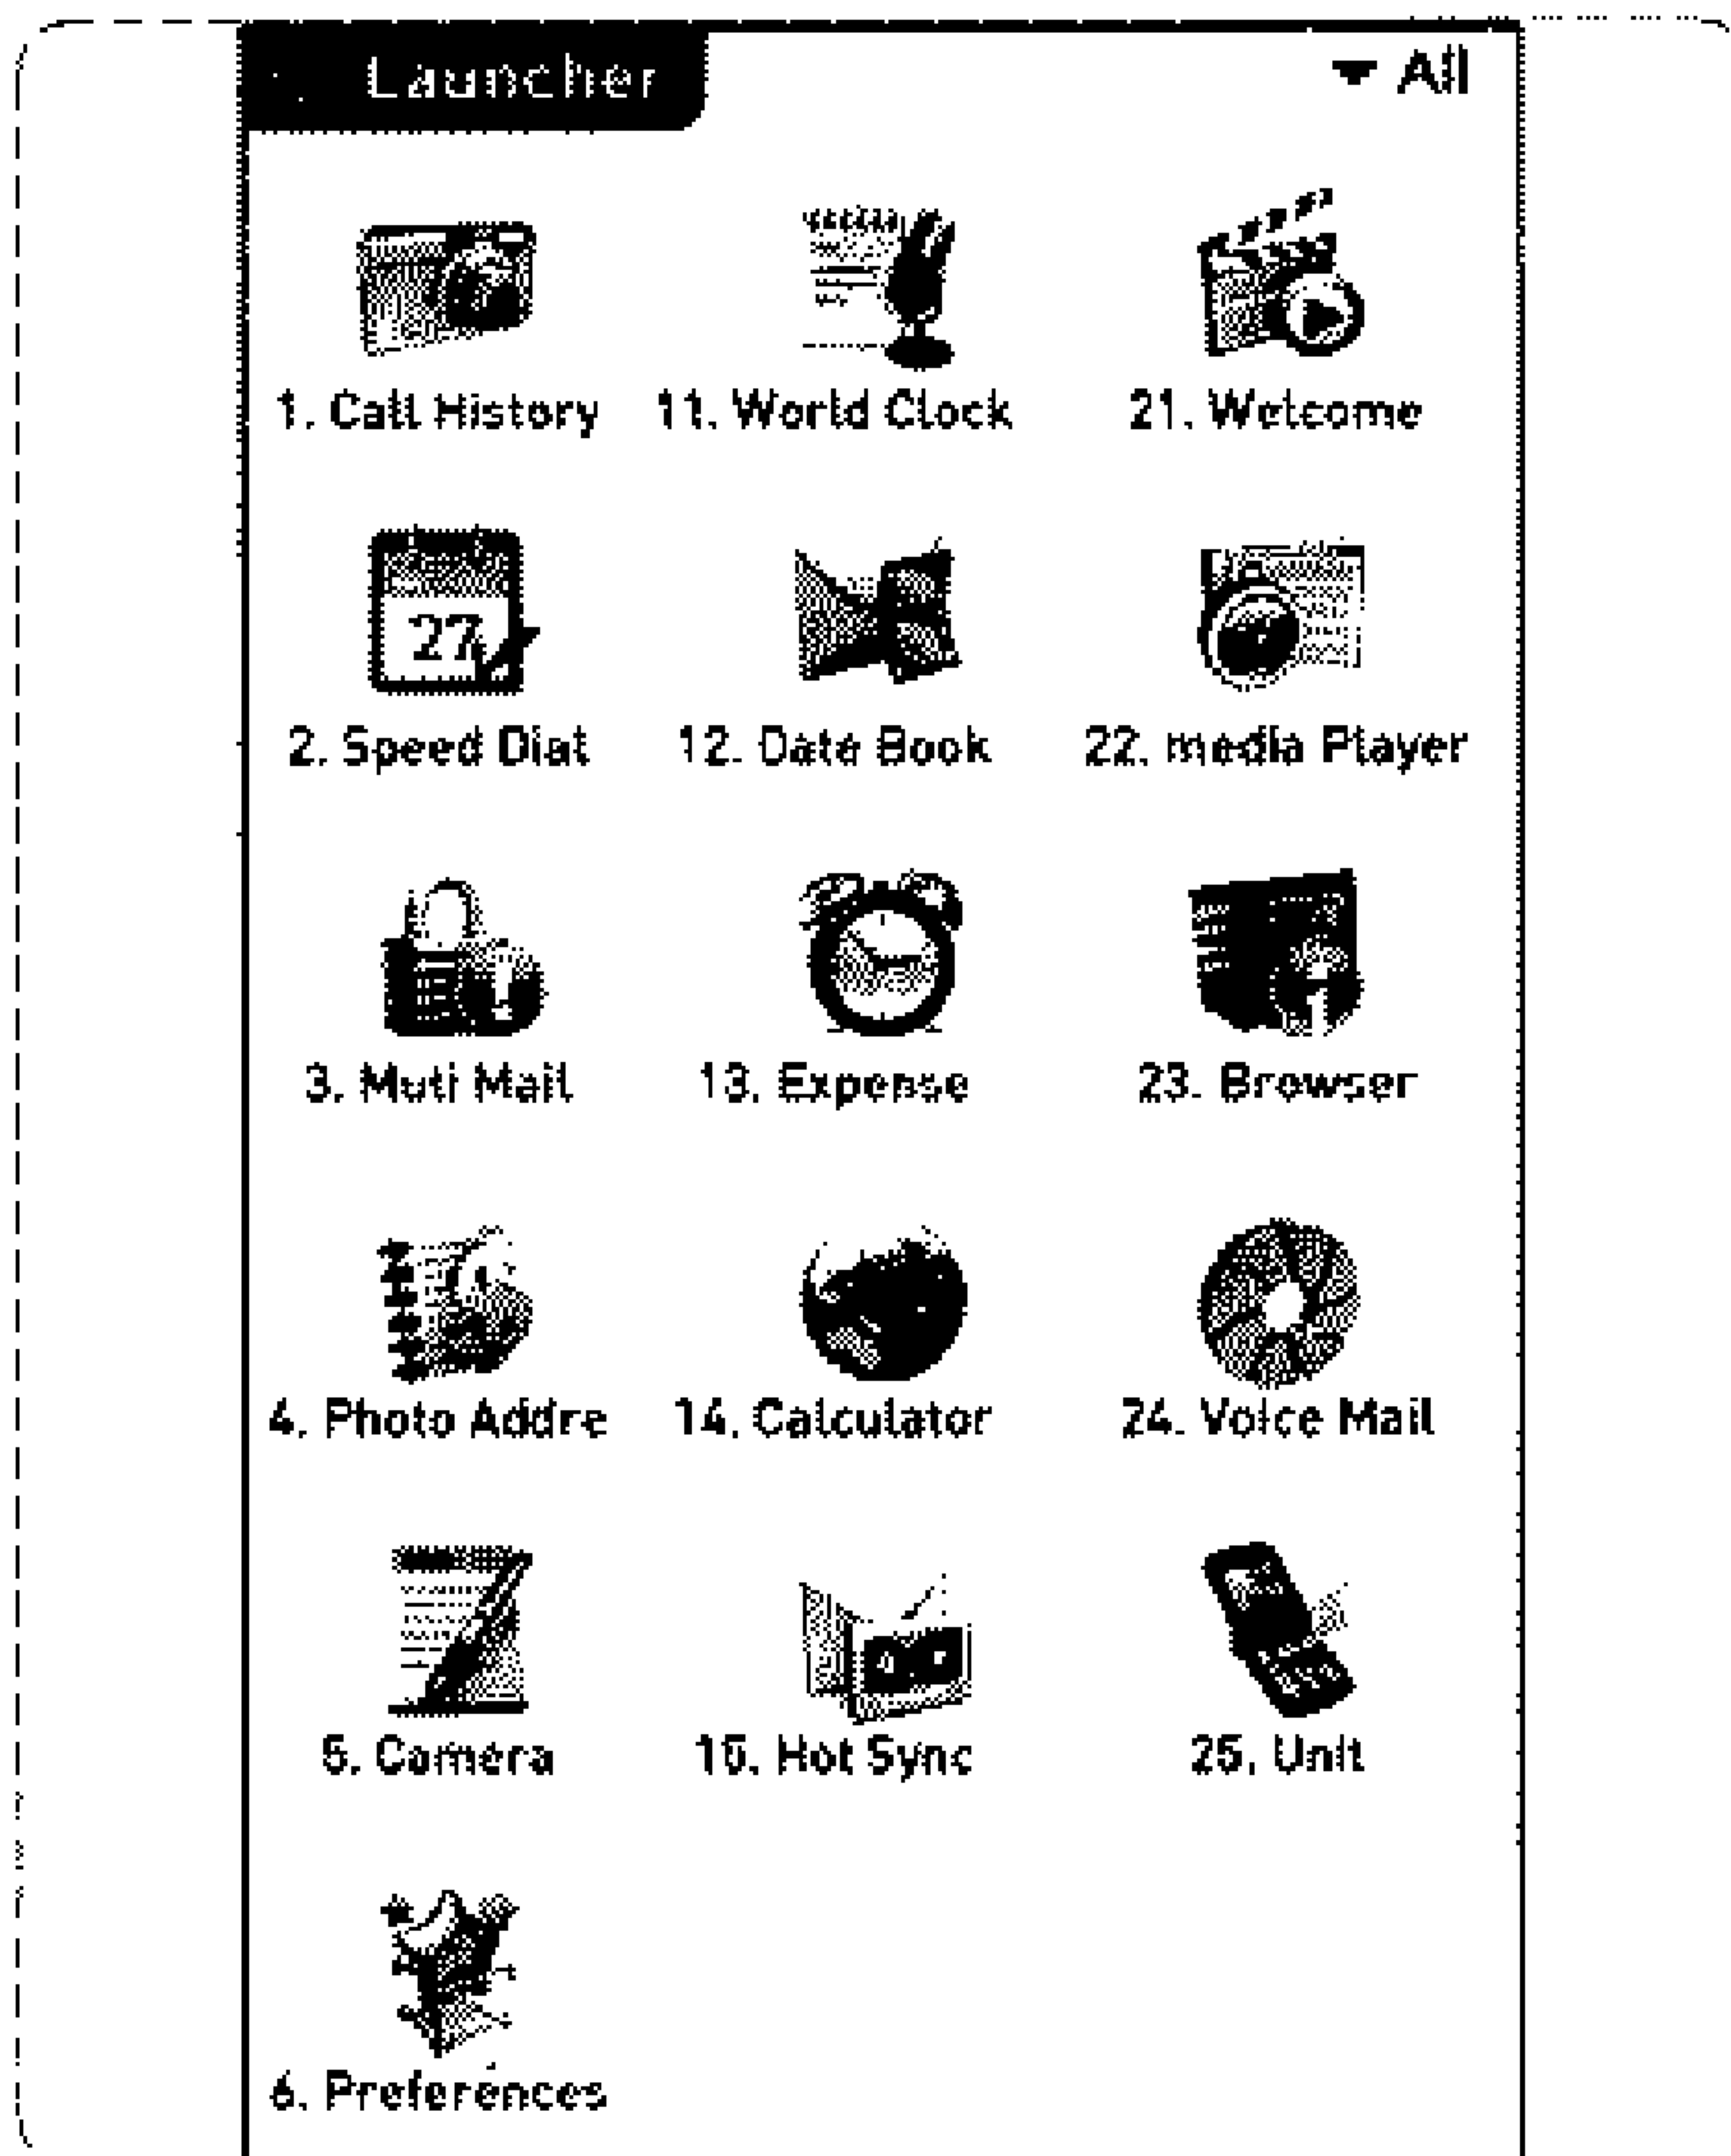 Launcher
All
1. Call History 11. World Clock 21. Welcome
27
2. Speed Dial 12. Date Book 22. media Player
3. Muti Mail 13. Expense 23. Browser
4. Photo Addre 14. Calculator 24. Voice Mail
5. Camera 15. Hot Sync 25. Unit
6. Preferences